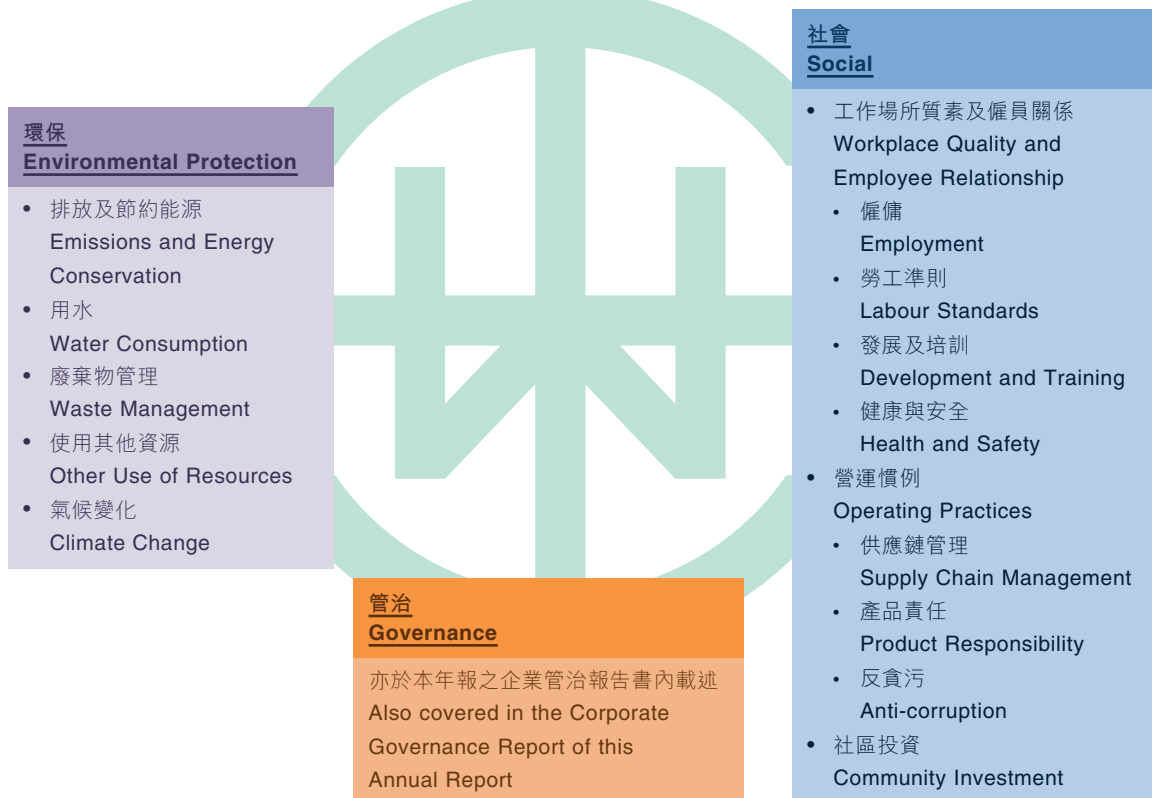 環保
Environmental Protection
• 排放及節約能源
Emissions and Energy
Conservation
• 用水
Water Consumption
• 廢棄物管理
Waste Management
• 使用其他資源
Other Use of Resources
• 氣候變化
Climate Change
管治
Governance
亦於本年報之企業管治報告書內載述
Also covered in the Corporate
Governance Report of this
Annual Report
社會
Social
• 工作場所質素及僱員關係
Workplace Quality and
Employee Relationship
• 僱傭
Employment
• 勞工準則
Labour Standards
• 發展及培訓
Development and Training
• 健康與安全
Health and Safety
• 營運慣例
Operating Practices
• 供應鏈管理
Supply Chain Management
• 產品責任
Product Responsibility
• 反貪污
Anti-corruption
• 社區投資
Community Investment